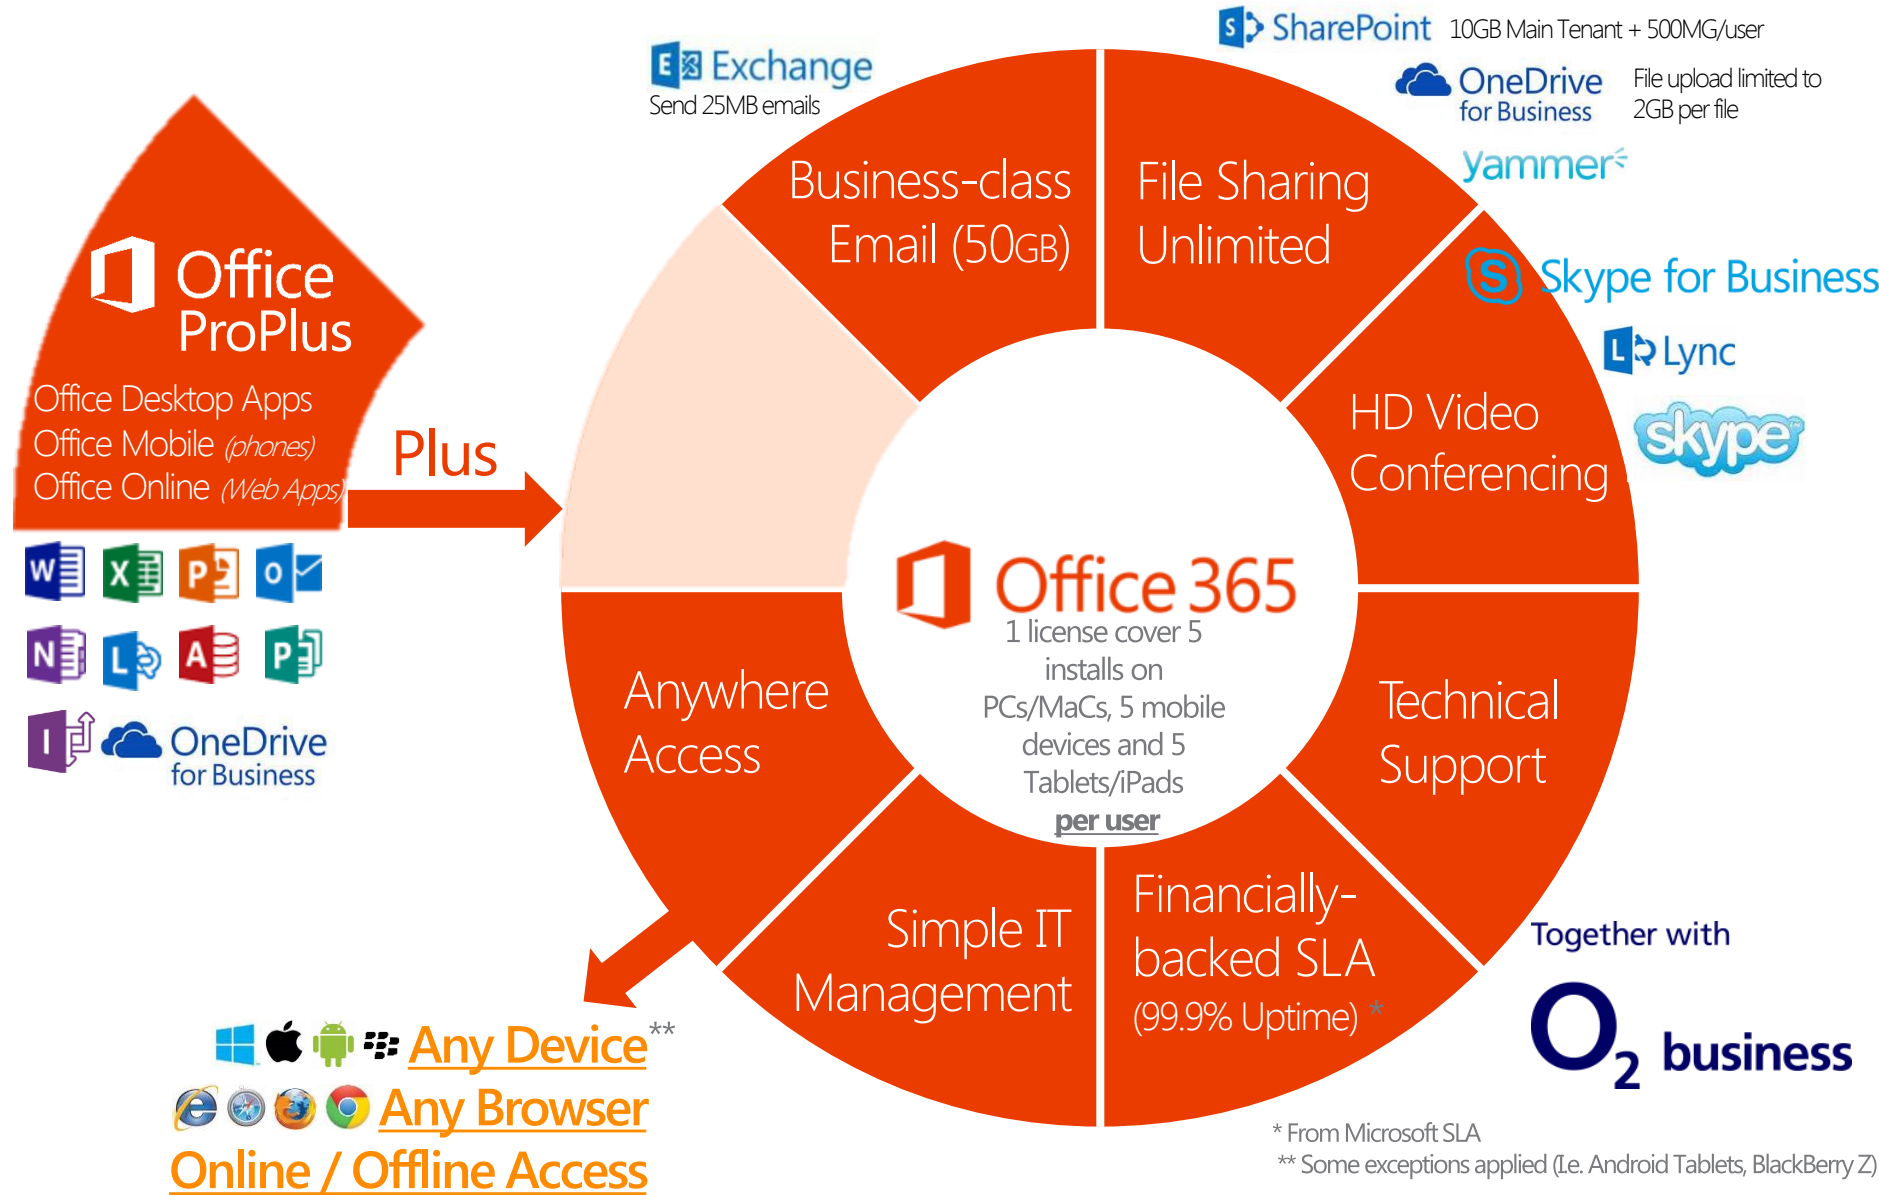 SharePoint 10GB Main Tenant + 500MG/user
Exchange
Send 25MB emails
OneDrive
for Business
File upload limited to
2GB per file
yammer
Business-class
Email (50GB)
File Sharing
Unlimited
Office
ProPlus
Office Desktop Apps
Office Mobile (phones)
Office Online (Web Apps)
Plus
Skype for Business
Lync
skype
HD Video
Conferencing
W X P O
N L A P
I OneDrive
for Business
Office 365
1 license cover 5
installs on
PCs/MaCs, 5 mobile
devices and 5
Tablets/iPads
per user
Anywhere
Access
Technical
Support
Simple IT
Management
Financially-
backed SLA
(99.9% Uptime) *
Any Device**
Any Browser
Online / Offline Access
Together with
O2 business
* From Microsoft SLA
** Some exceptions applied (I.e. Android Tablets, BlackBerry Z)